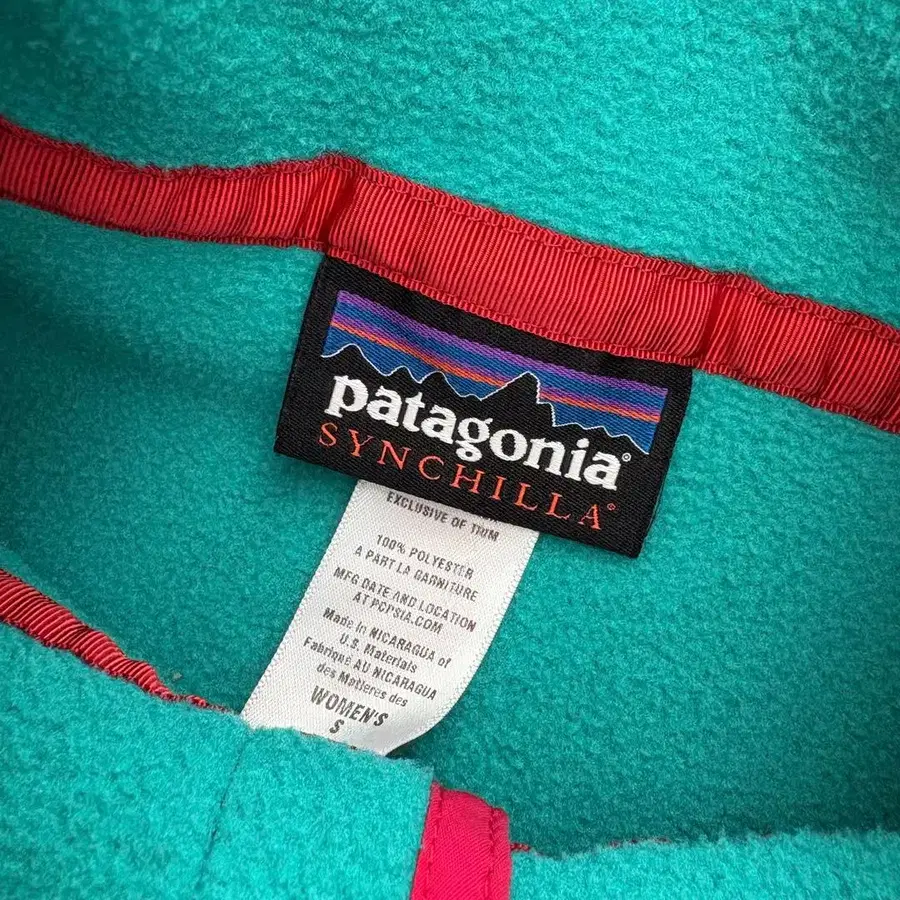 patagonia®
SYNCHILLA®
EXCLUSIVE OF TRIM
100% POLYESTER
A PART LA GARNITURE
MFG DATE AND LOCATION
AT PCPSIA.COM
Made in NICARAGUA of
U.S. Materials
Fabriqué AU NICARAGUA
des Matières des
WOMEN'S
S